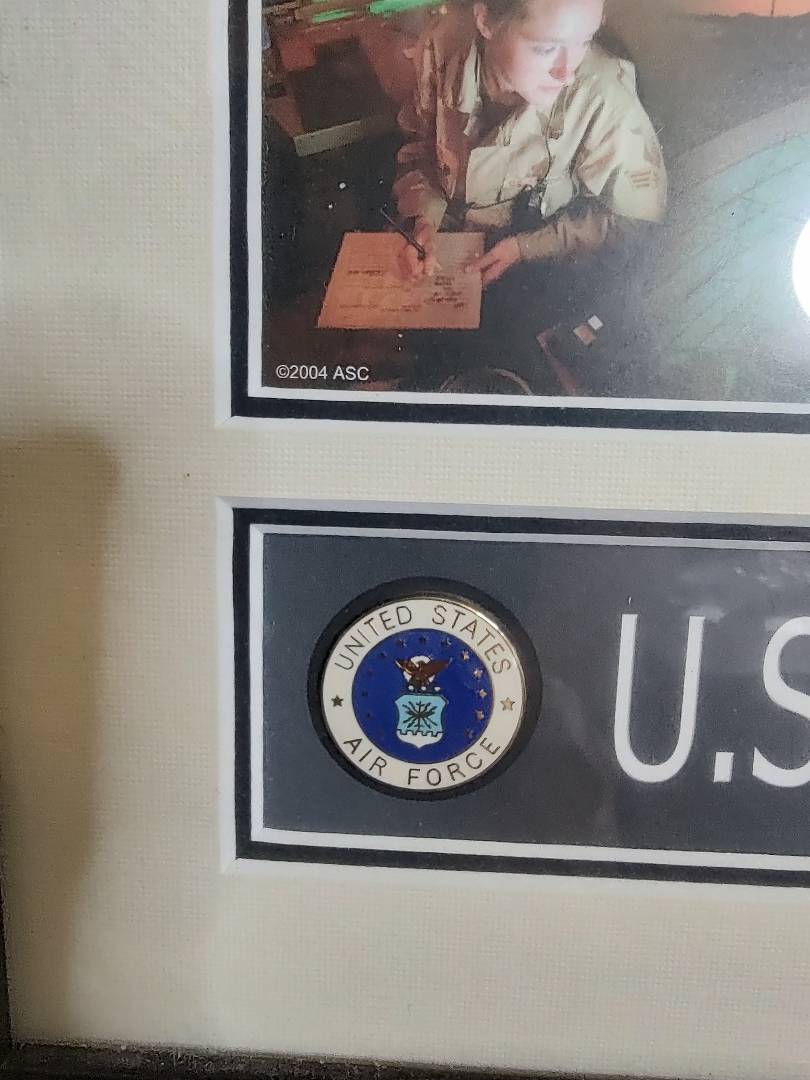 ©2004 ASC
UNITED STATES
AIR FORCE
U.S